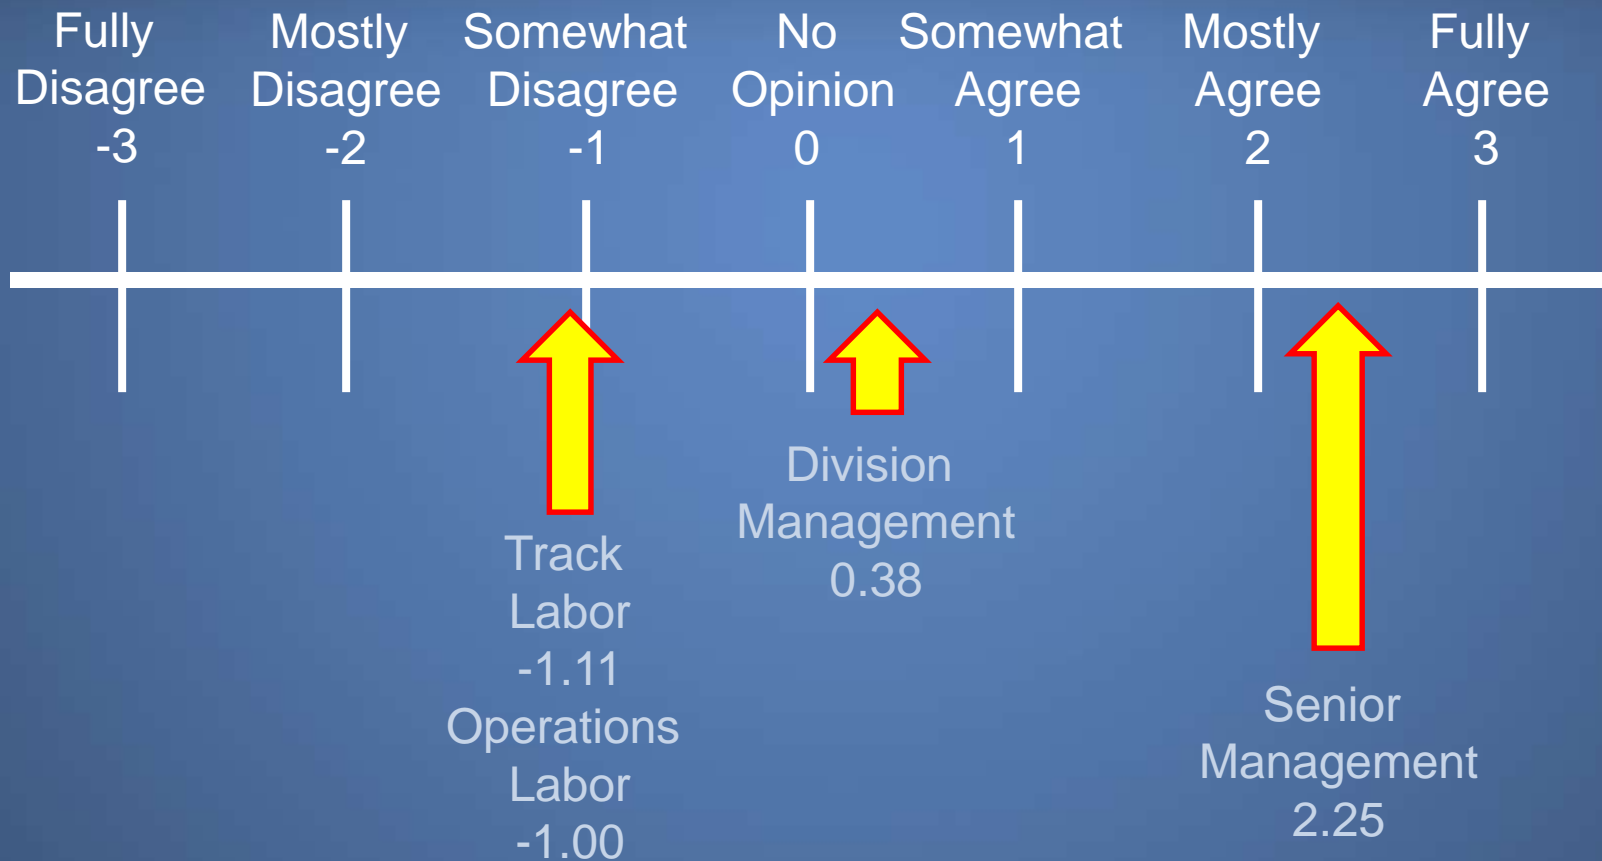 Fully Disagree -3
Mostly Disagree -2
Somewhat Disagree -1
No Opinion 0
Somewhat Agree 1
Mostly Agree 2
Fully Agree 3
Track
Labor
-1.11
Operations
Labor
-1.00
Division
Management
0.38
Senior
Management
2.25